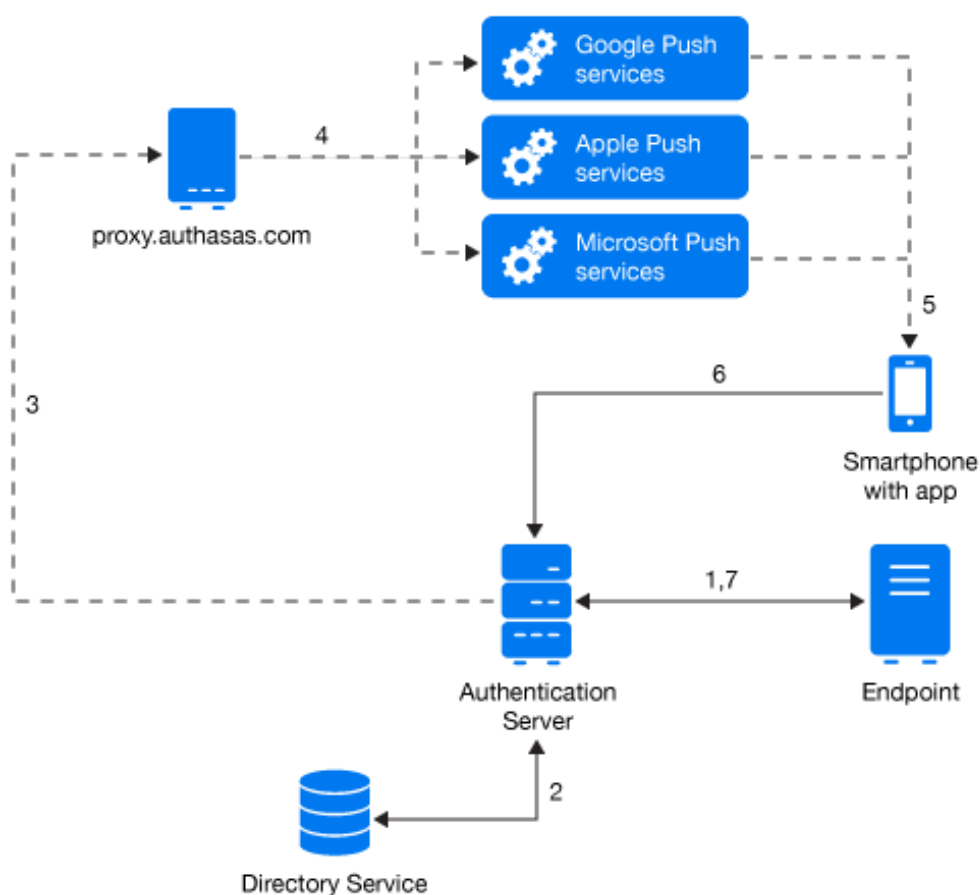 Google Push
services
4
Apple Push
services
proxy.authasas.com
Microsoft Push
services
5
3
6
Smartphone
with app
1,7
Authentication
Server
Endpoint
2
Directory Service